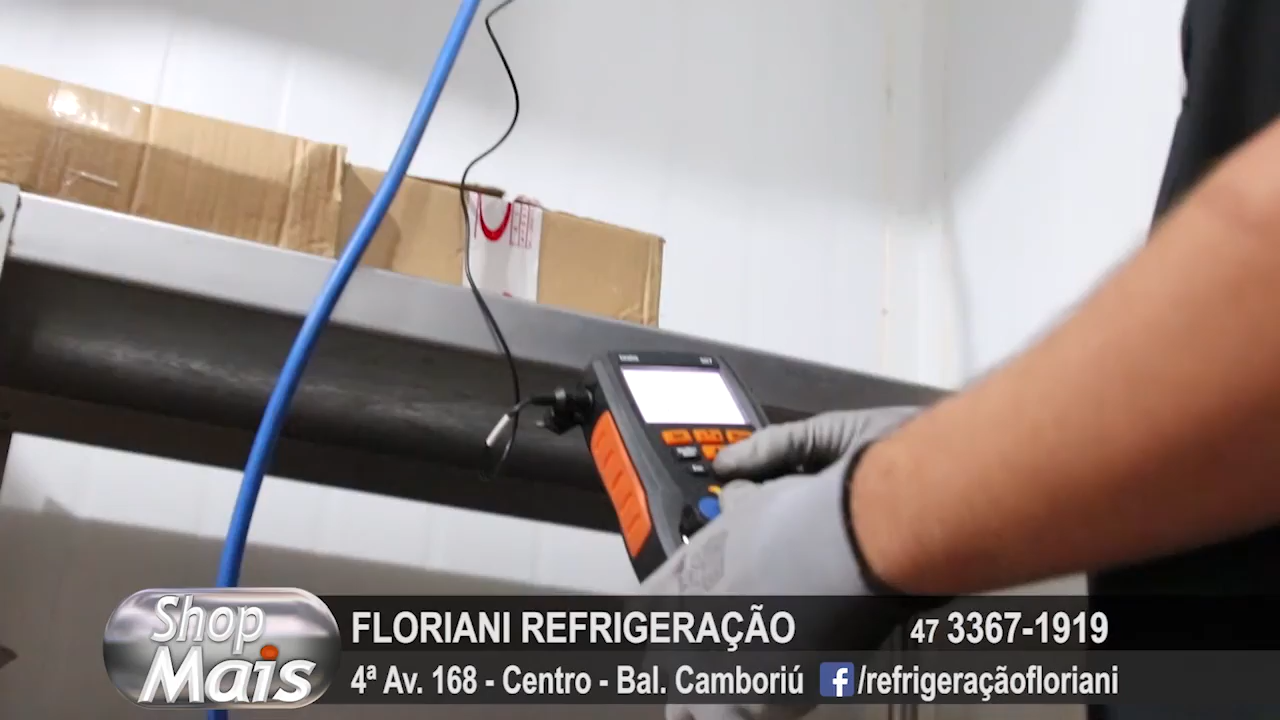 Shop
Mais
FLORIANI REFRIGERAÇÃO
47 3367-1919
4ª Av. 168 - Centro - Bal. Camboriú
f /refrigeraçãofloriani